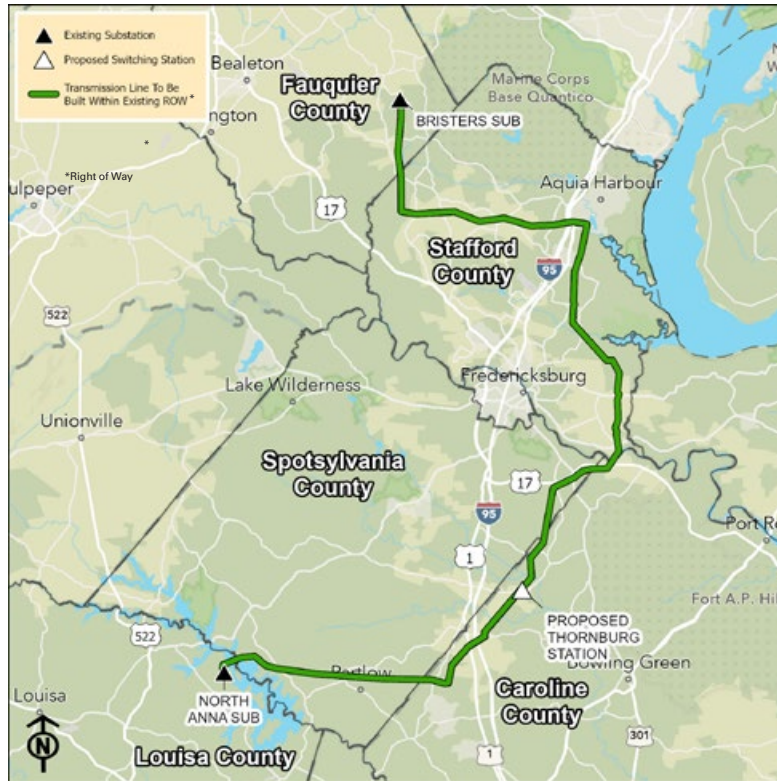 Existing Substation
Proposed Switching Station
Transmission Line To Be
Built Within Existing ROW *
*
*Right of Way
Bealeton
Fauquier
County
Marine Corps
Base Quantico
BRISTERS SUB
ngton
ulpeper
17
Aquia Harbour
Stafford
County
95
522
Lake Wilderness
Fredericksburg
Unionville
Spotsylvania
County
17
95
1
Port Re
Fort A.P. Hil
PROPOSED
THORNBURG
STATION
522
Bowling Green
Partlow
NORTH
ANNA SUB
Caroline
County
Louisa
N
Louisa County
1
301